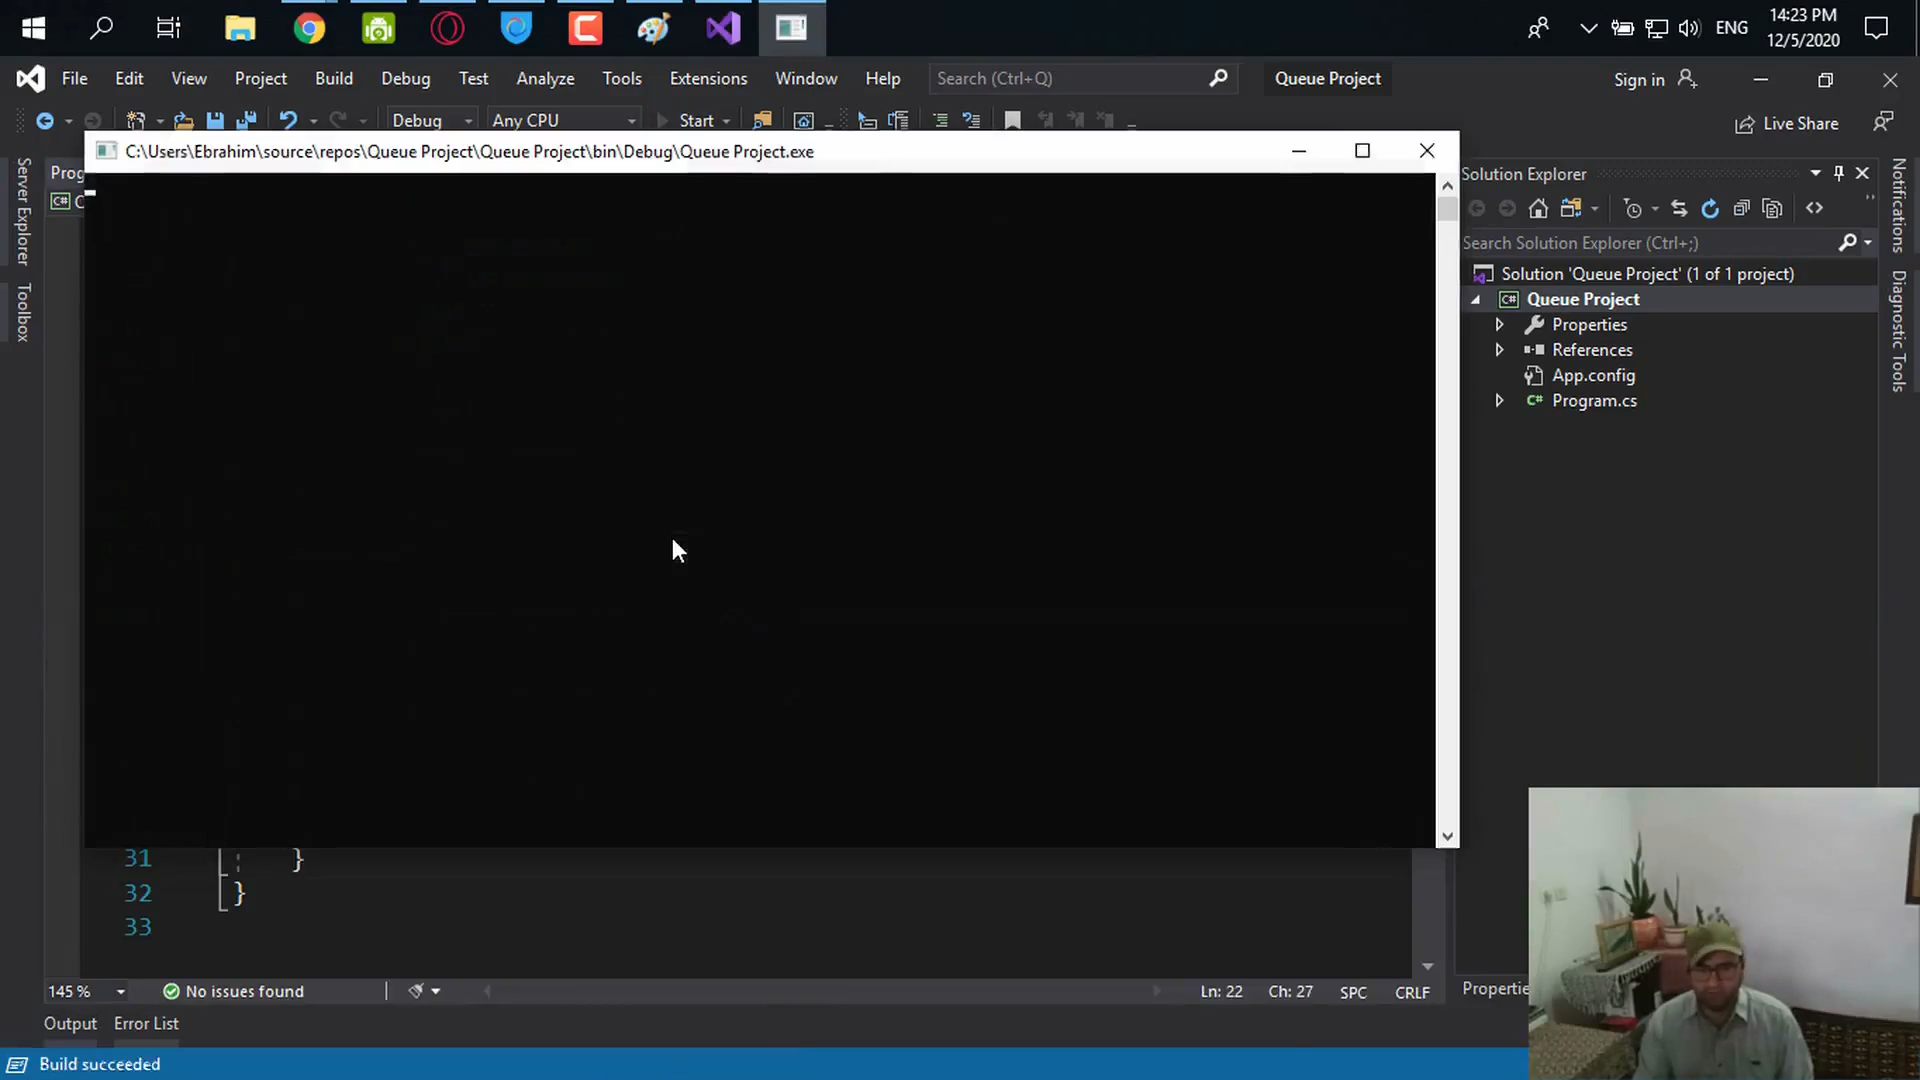 ENG
14:23 PM
12/5/2020
File Edit View Project Build Debug Test Analyze Tools Extensions Window Help
Search (Ctrl+Q)
Queue Project
Sign in
Debug
Any CPU
Start
Live Share
C:\Users\Ebrahim\source\repos\Queue Project\Queue Project\bin\Debug\Queue Project.exe
Prog
C# C
Server Explorer
Toolbox
Solution Explorer
Search Solution Explorer (Ctrl+;)
Solution 'Queue Project' (1 of 1 project)
C# Queue Project
Properties
References
App.config
C# Program.cs
Notifications
Diagnostic Tools
31 }
32 }
33
145 %
No issues found
Ln: 22 Ch: 27 SPC CRLF
Propertie
Output Error List
Build succeeded